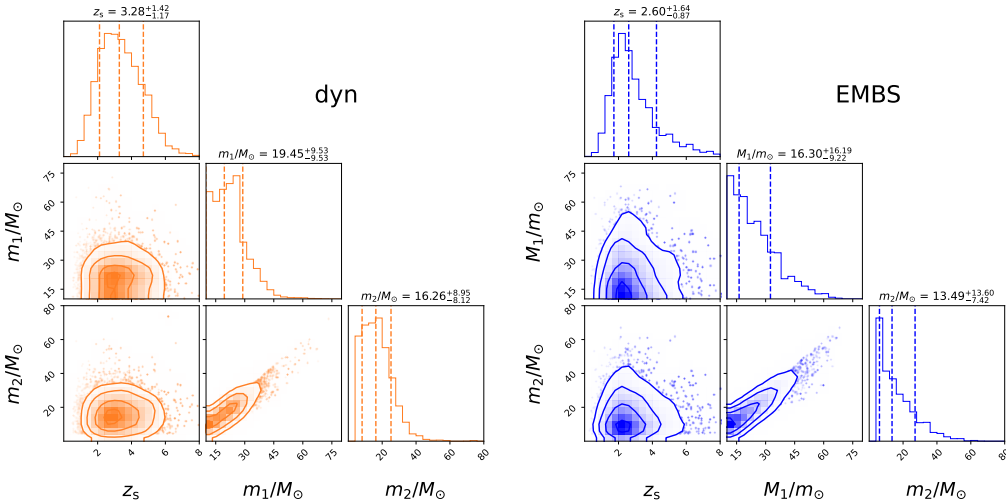 z_s = 3.28^{+1.42}_{-1.17}
dyn
m_1/M_⊙ = 19.45^{+9.53}_{-9.53}
75
60
45
30
15
m_1/M_⊙
m_2/M_⊙ = 16.26^{+8.95}_{-8.12}
80
60
40
20
m_2/M_⊙
2 4 6 8
15 30 45 60 75
20 40 60 80
z_s
m_1/M_⊙
m_2/M_⊙
z_s = 2.60^{+1.64}_{-0.87}
EMBS
M_1/m_⊙ = 16.30^{+16.19}_{-9.22}
75
60
45
30
15
M_1/m_⊙
m_2/M_⊙ = 13.49^{+13.60}_{-7.42}
80
60
40
20
m_2/M_⊙
2 4 6 8
15 30 45 60 75
20 40 60 80
z_s
M_1/m_⊙
m_2/M_⊙